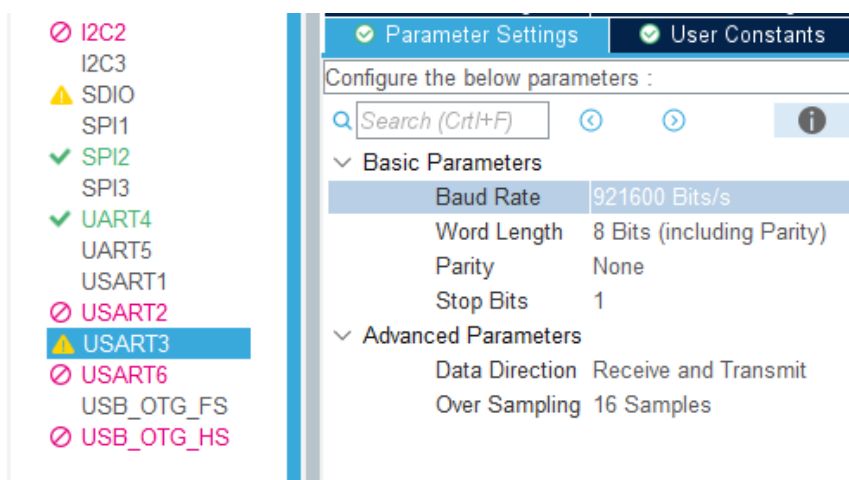 I2C2
I2C3
SDIO
SPI1
SPI2
SPI3
UART4
UART5
USART1
USART2
USART3
USART6
USB_OTG_FS
USB_OTG_HS
Parameter Settings
User Constants
Configure the below parameters :
Search (Crtl+F)
Basic Parameters
Baud Rate 921600 Bits/s
Word Length 8 Bits (including Parity)
Parity None
Stop Bits 1
Advanced Parameters
Data Direction Receive and Transmit
Over Sampling 16 Samples